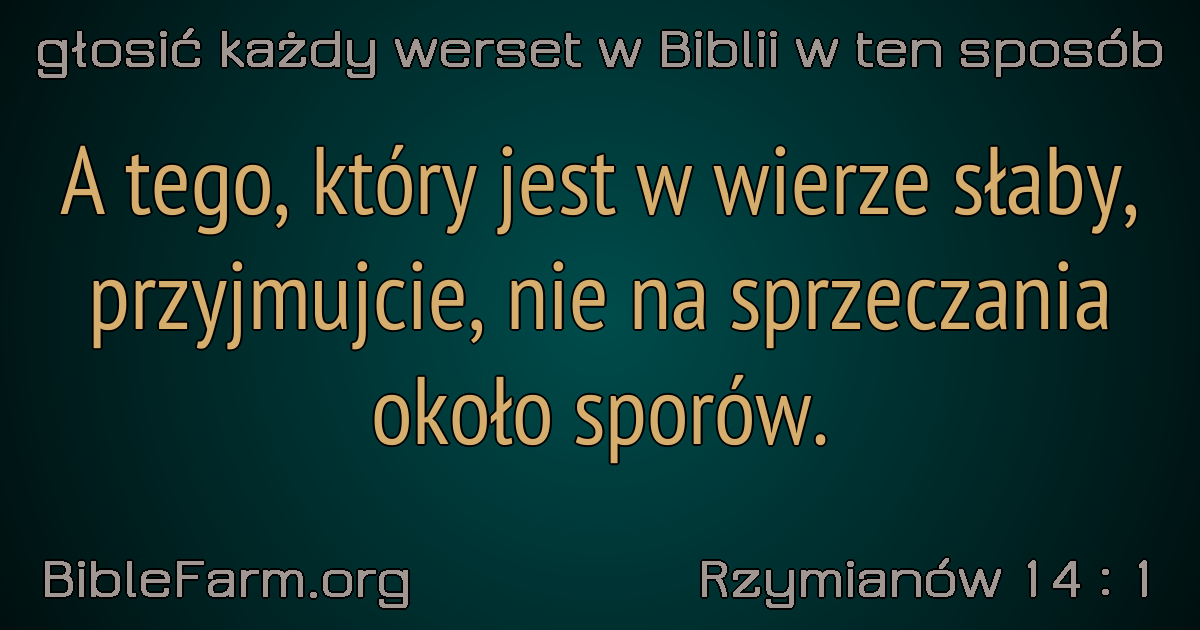 głosić każdy werset w Biblii w ten sposób
A tego, który jest w wierze słaby,
przyjmujcie, nie na sprzeczania
około sporów.
BibleFarm.org
Rzymianów 14 : 1